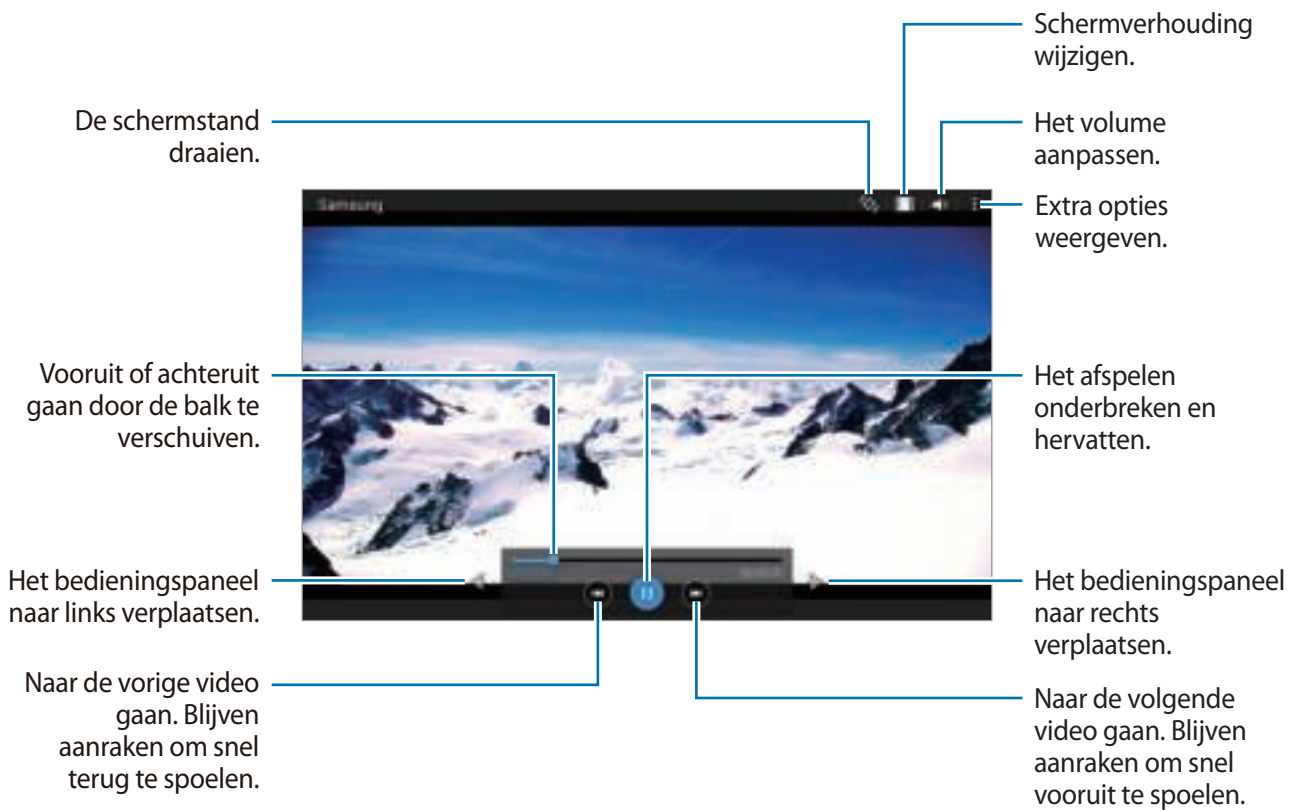 Schermverhouding
wijzigen.
De schermstand
draaien.
Het volume
aanpassen.
Samsung
Extra opties
weergeven.
Vooruit of achteruit
gaan door de balk te
verschuiven.
Het afspelen
onderbreken en
hervatten.
Het bedieningspaneel
naar links verplaatsen.
Het bedieningspaneel
naar rechts
verplaatsen.
Naar de vorige video
gaan. Blijven
aanraken om snel
terug te spoelen.
Naar de volgende
video gaan. Blijven
aanraken om snel
vooruit te spoelen.